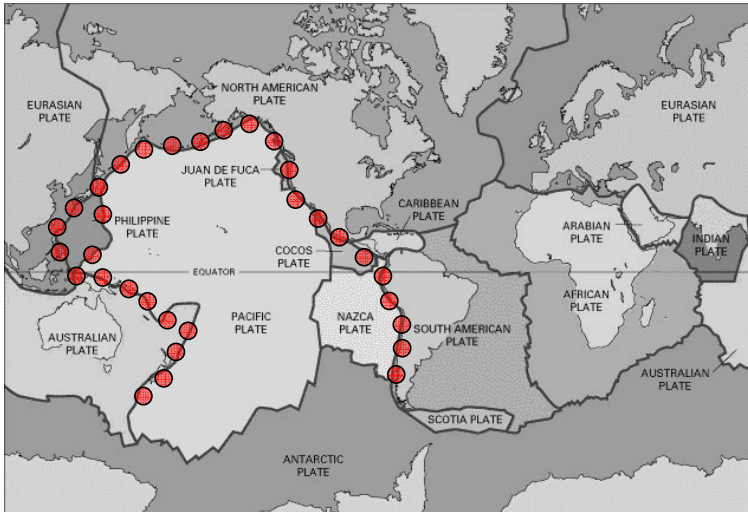 NORTH AMERICAN
PLATE
EURASIAN
PLATE
EURASIAN
PLATE
JUAN DE FUCA
PLATE
CARIBBEAN
PLATE
PHILIPPINE
PLATE
ARABIAN
PLATE
INDIAN
PLATE
COCOS
PLATE
EQUATOR
PACIFIC
PLATE
NAZCA
PLATE
AFRICAN
PLATE
AUSTRALIAN
PLATE
SOUTH AMERICAN
PLATE
AUSTRALIAN
PLATE
SCOTIA PLATE
ANTARCTIC
PLATE